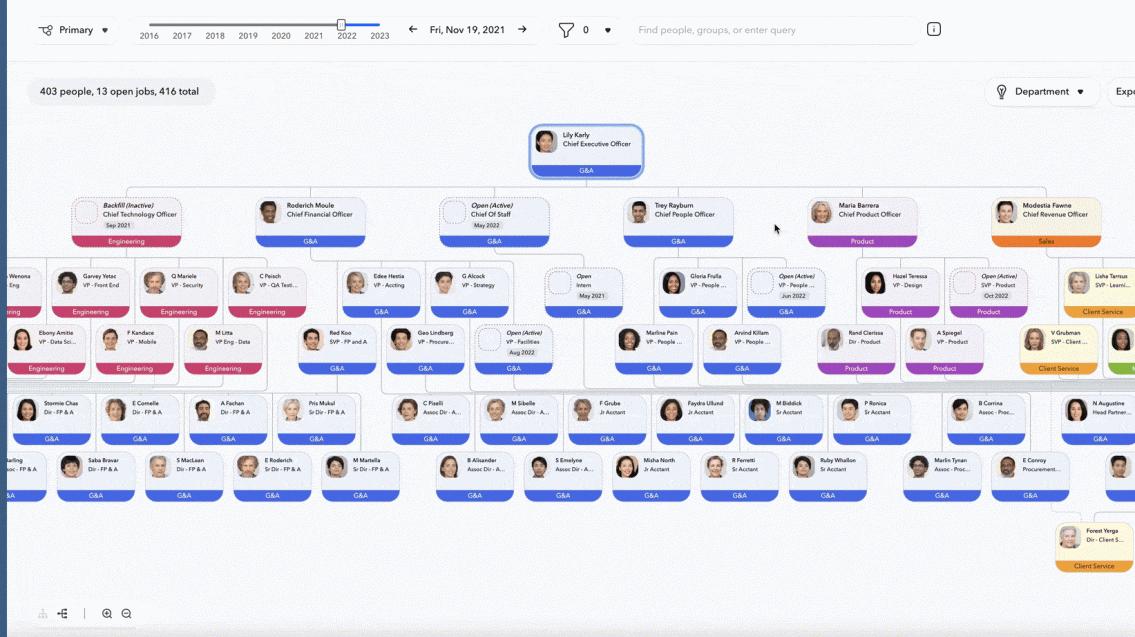 Primary
2016 2017 2018 2019 2020 2021 2022 2023
Fri, Nov 19, 2021
0
Find people, groups, or enter query
403 people, 13 open jobs, 416 total
Department
Expo
Lily Karly
Chief Executive Officer
G&A
Backfill (Inactive)
Chief Technology Officer
Sep 2021
Engineering
Roderich Moule
Chief Financial Officer
G&A
Open (Active)
Chief Of Staff
May 2022
G&A
Trey Rayburn
Chief People Officer
G&A
Maria Barrera
Chief Product Officer
Product
Modestia Fawne
Chief Revenue Officer
Sales
Wenona
Eng
ering
Garvey Yetac
VP - Front End
Engineering
Q Mariele
VP - Security
Engineering
C Peisch
VP - QA Testi...
Engineering
Edee Hestia
VP - Accting
G&A
G Alcock
VP - Strategy
G&A
Open
Intern
May 2021
G&A
Gloria Frulla
VP - People ...
G&A
Open (Active)
VP - People ...
Jun 2022
G&A
Hazel Teressa
VP - Design
Product
Open (Active)
SVP - Product
Oct 2022
Product
Lisha Tarrsus
SVP - Learni...
Client Service
Ebony Amitie
VP - Data Sci...
Engineering
F Kandace
VP - Mobile
Engineering
M Litta
VP Eng - Data
Engineering
Red Koo
SVP - FP and A
G&A
Geo Lindberg
VP - Procure...
G&A
Open (Active)
VP - Facilities
Aug 2022
G&A
Marline Pain
VP - People ...
G&A
Arvind Killam
VP - People ...
G&A
Rand Clerissa
Dir - Product
Product
A Spiegel
VP - Product
Product
V Grubman
SVP - Client ...
Client Service
Stormie Chas
Dir - FP & A
G&A
E Cornelle
Dir - FP & A
G&A
A Fachan
Dir - FP & A
G&A
Pris Mukul
Sr Dir - FP & A
G&A
C Piselli
Assoc Dir - A...
G&A
M Sibelle
Assoc Dir - A...
G&A
F Grube
Jr Acctant
G&A
Faydra Ullund
Jr Acctant
G&A
M Biddick
Sr Acctant
G&A
P Ronica
Sr Acctant
G&A
B Corrina
Assoc - Proc...
G&A
N Augustine
Head Partner...
G&A
arling
oc - FP & A
&A
Saba Bravar
Dir - FP & A
G&A
S MacLean
Dir - FP & A
G&A
E Roderich
Sr Dir - FP & A
G&A
M Martella
Sr Dir - FP & A
G&A
B Alisander
Assoc Dir - A...
G&A
S Emelyne
Assoc Dir - A...
G&A
Misha North
Jr Acctant
G&A
R Ferretti
Sr Acctant
G&A
Ruby Whallon
Sr Acctant
G&A
Marlin Tynan
Assoc - Proc...
G&A
E Conroy
Procurement...
G&A
Forest Yerga
Dir - Client S...
Client Service